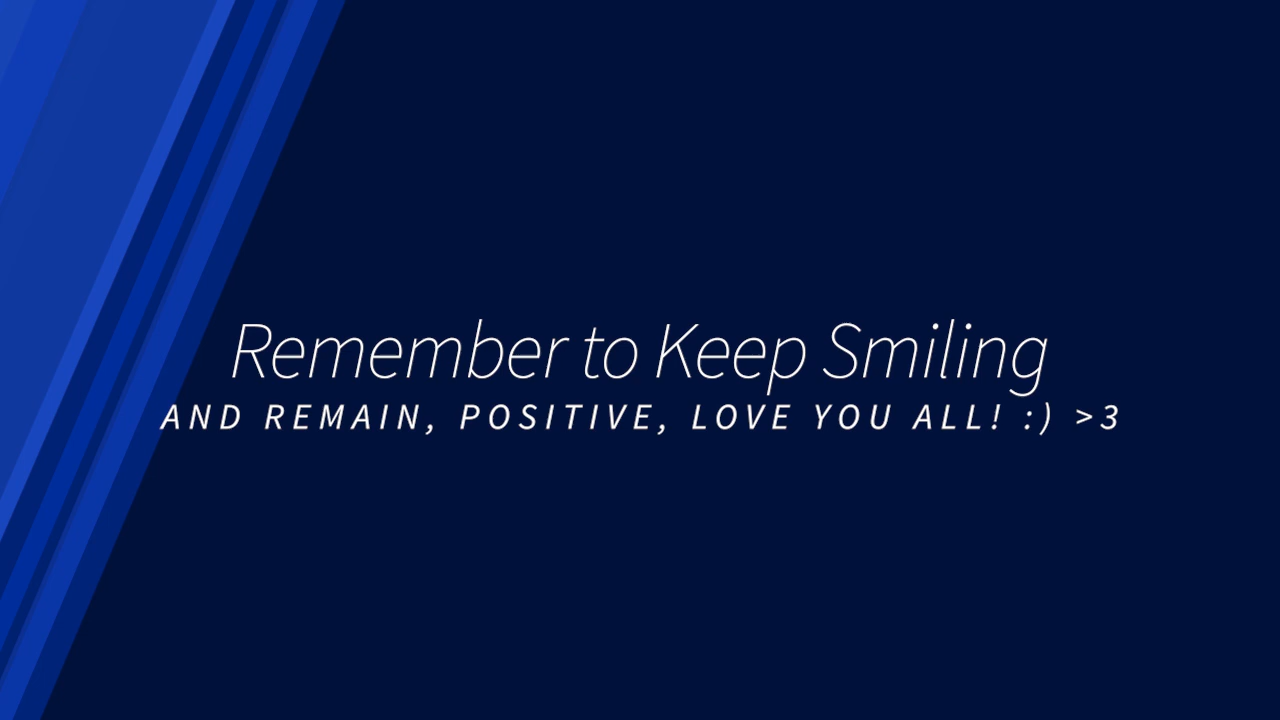 Remember to Keep Smiling
AND REMAIN, POSITIVE, LOVE YOU ALL! :) >3